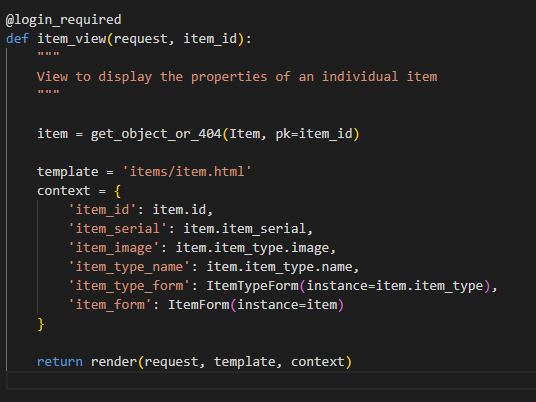 @login_required
def item_view(request, item_id):
    """
    View to display the properties of an individual item
    """
    item = get_object_or_404(Item, pk=item_id)
    template = 'items/item.html'
    context = {
        'item_id': item.id,
        'item_serial': item.item_serial,
        'item_image': item.item_type.image,
        'item_type_name': item.item_type.name,
        'item_type_form': ItemTypeForm(instance=item.item_type),
        'item_form': ItemForm(instance=item)
    }
    return render(request, template, context)